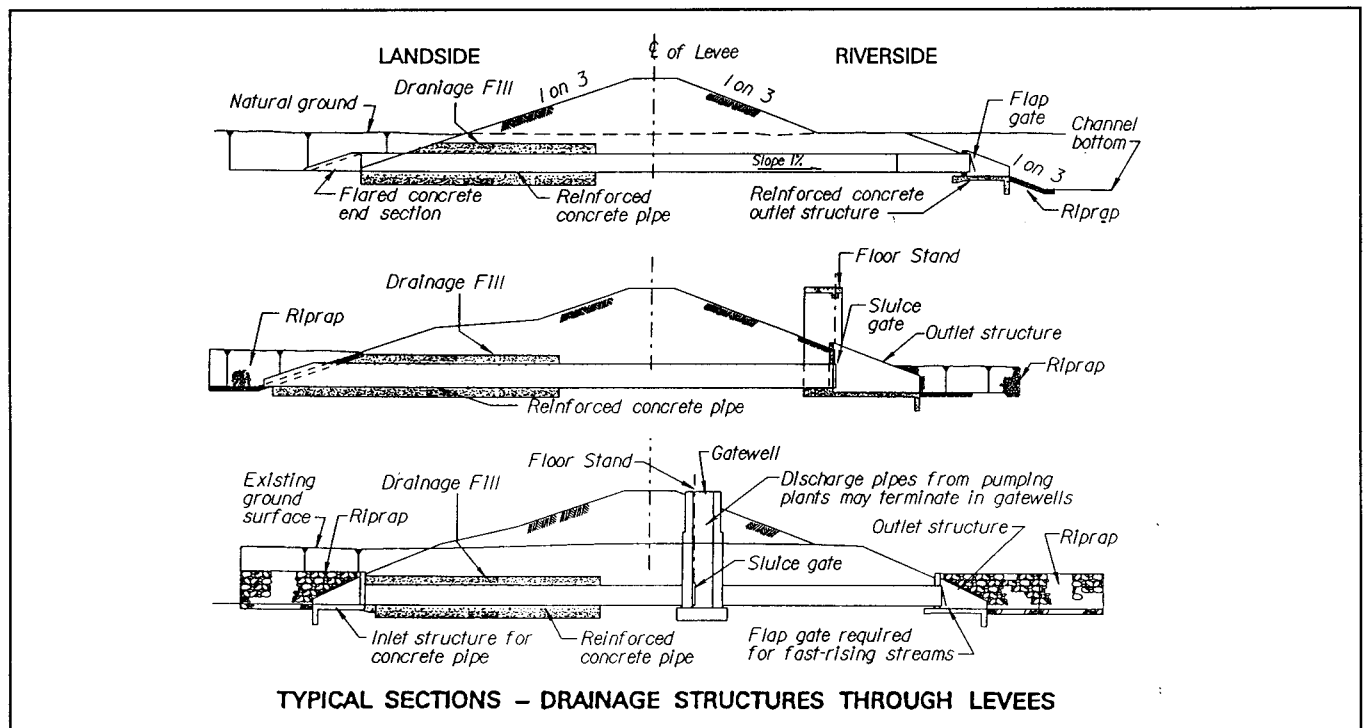 LANDSIDE
℄ of Levee
RIVERSIDE
1 on 3
1 on 3
Draniage Fill
Natural ground
Flap
gate
Channel
bottom
Slope 1%
1 on 3
Flared concrete
end section
Reinforced
concrete pipe
Reinforced concrete
outlet structure
Riprap
Floor Stand
Drainage Fill
Sluice
gate
Riprap
Outlet structure
Riprap
Reinforced concrete pipe
Floor Stand
Gatewell
Existing
ground
surface
Drainage Fill
Discharge pipes from pumping
plants may terminate in gatewells
Riprap
Outlet structure
Riprap
Sluice gate
Inlet structure for
concrete pipe
Reinforced
concrete pipe
Flap gate required
for fast-rising streams
TYPICAL SECTIONS – DRAINAGE STRUCTURES THROUGH LEVEES